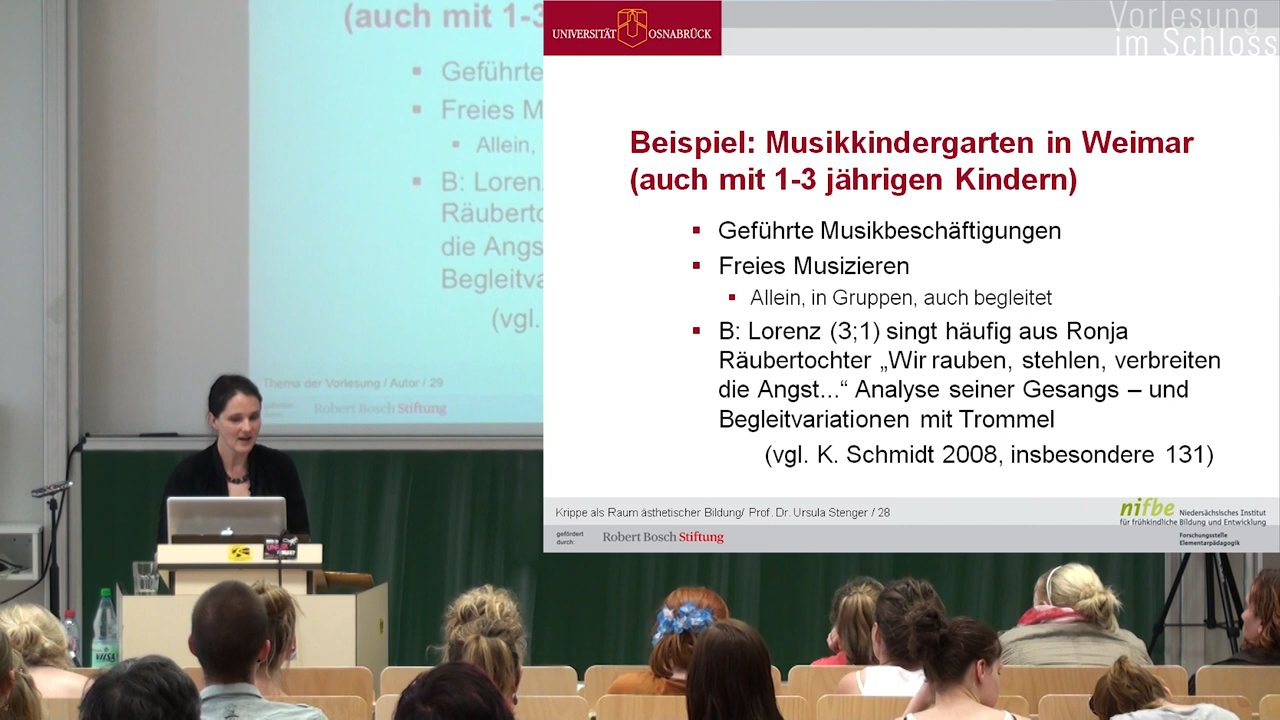 (auch mit 1-3
Geführte
Freies M
Allein,
B: Loren
Räuberto
die Angs
Begleitva
(vgl.
Thema der Vorlesung / Autor / 29
Robert Bosch Stiftung
UNIVERSITÄT OSNABRÜCK
Vorlesung
im Schloss
Beispiel: Musikkindergarten in Weimar
(auch mit 1-3 jährigen Kindern)
Geführte Musikbeschäftigungen
Freies Musizieren
Allein, in Gruppen, auch begleitet
B: Lorenz (3;1) singt häufig aus Ronja
Räubertochter „Wir rauben, stehlen, verbreiten
die Angst...“ Analyse seiner Gesangs – und
Begleitvariationen mit Trommel
(vgl. K. Schmidt 2008, insbesondere 131)
Krippe als Raum ästhetischer Bildung/ Prof. Dr. Ursula Stenger / 28
gefördert
durch:
Robert Bosch Stiftung
nifbe Niedersächsisches Institut
für frühkindliche Bildung und Entwicklung
Forschungsstelle
Elementarpädagogik